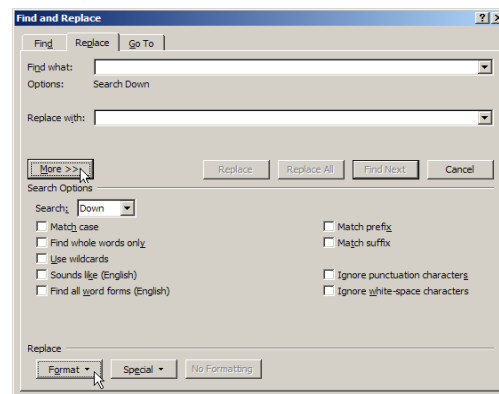 Find and Replace
Find Replace Go To
Find what:
Options: Search Down
Replace with:
More >> Replace Replace All Find Next Cancel
Search Options
Search: Down
Match case Match prefix
Find whole words only Match suffix
Use wildcards
Sounds like (English) Ignore punctuation characters
Find all word forms (English) Ignore white-space characters
Replace
Format Special No Formatting